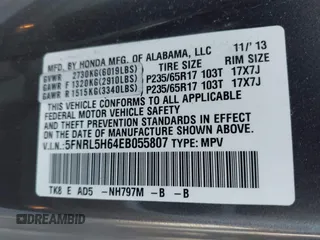 MFD. BY HONDA MFG. OF ALABAMA, LLC 11/'13
GVWR 2730KG(6019LBS) TIRE SIZE RIM SIZE
GAWR F 1320KG(2910LBS) P235/65R17 103T 17X7J
GAWR R 1515KG(3340LBS) P235/65R17 103T 17X7J
THIS VEHICLE CONFORMS TO ALL APPLICABLE
FEDERAL MOTOR VEHICLE SAFETY AND THEFT
PREVENTION STANDARDS IN EFFECT ON THE DATE
OF MANUFACTURE SHOWN ABOVE.
V.I.N.:5FNRL5H64EB055807 TYPE: MPV
TK8 E AD5 -NH797M -B -B
© DREAMBID